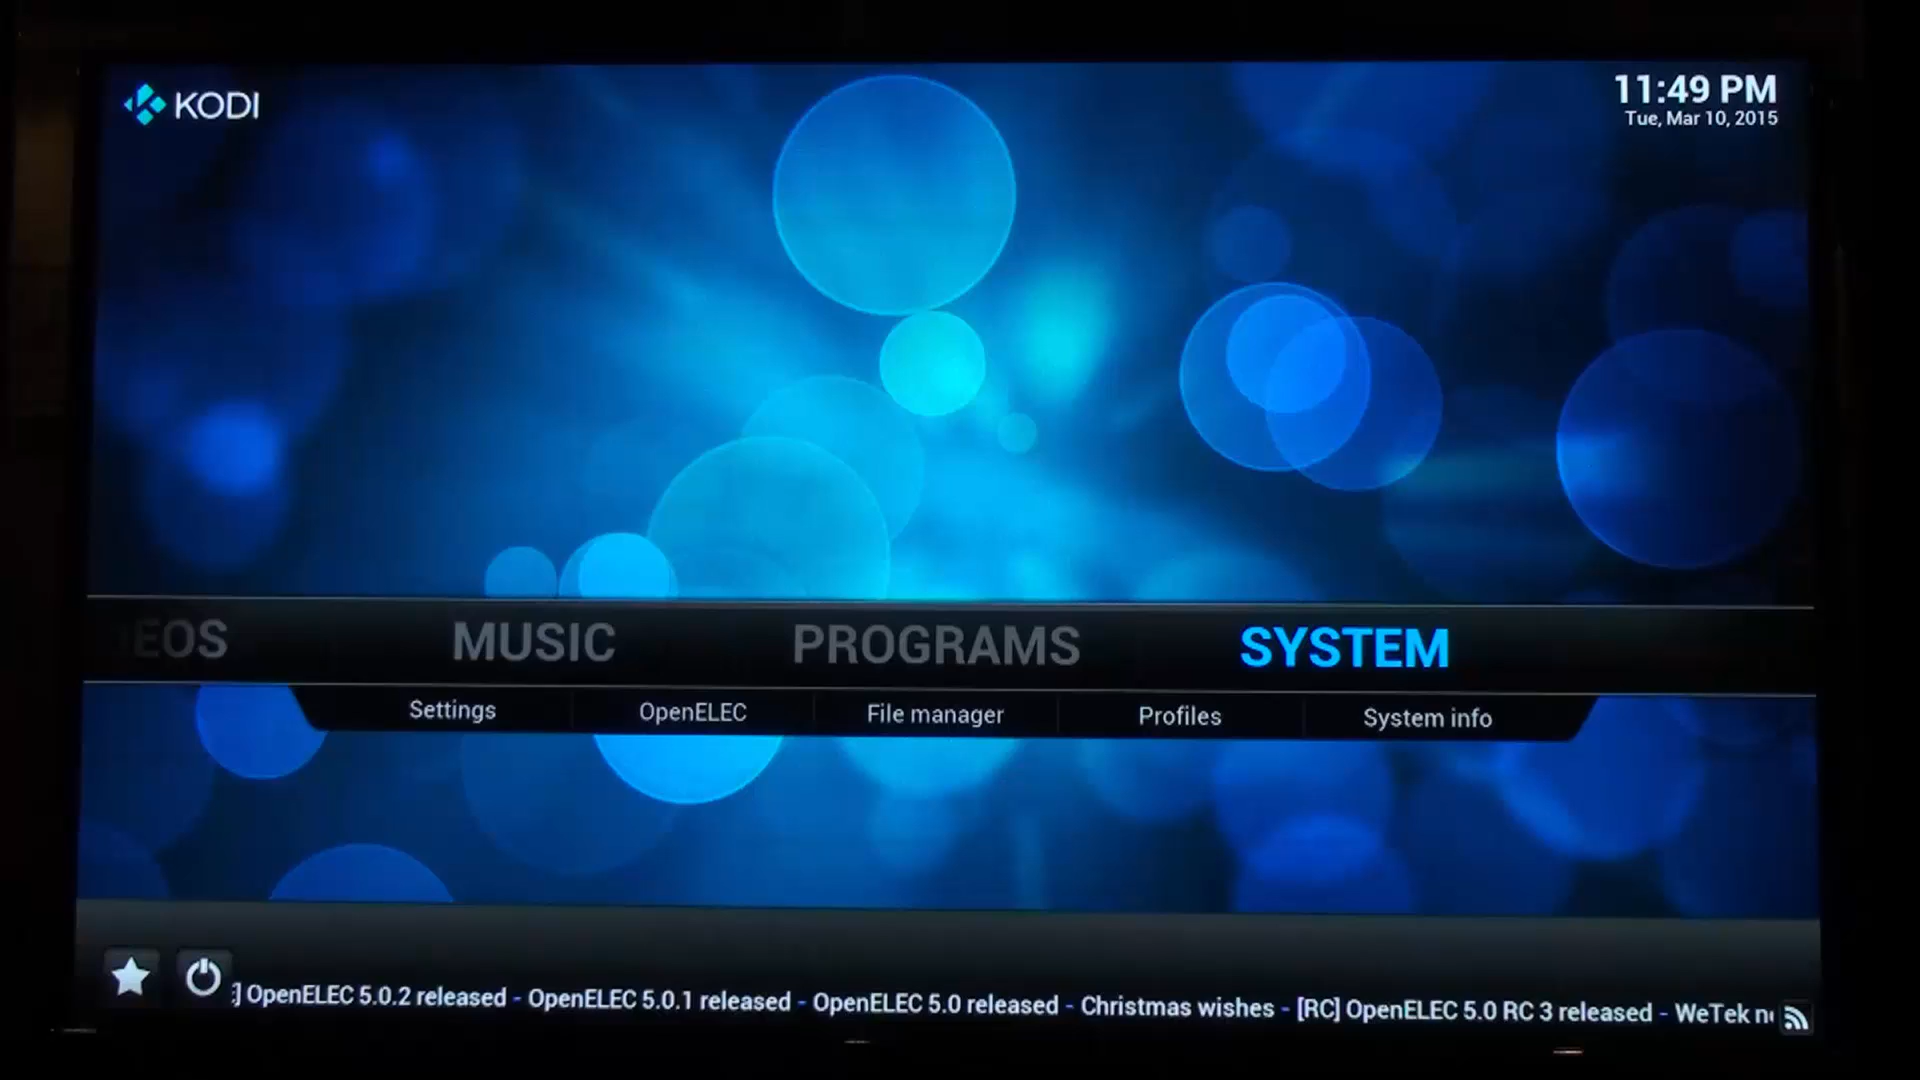 KODI
11:49 PM
Tue, Mar 10, 2015
EOS MUSIC PROGRAMS SYSTEM
Settings OpenELEC File manager Profiles System info
] OpenELEC 5.0.2 released - OpenELEC 5.0.1 released - OpenELEC 5.0 released - Christmas wishes - [RC] OpenELEC 5.0 RC 3 released - WeTek n